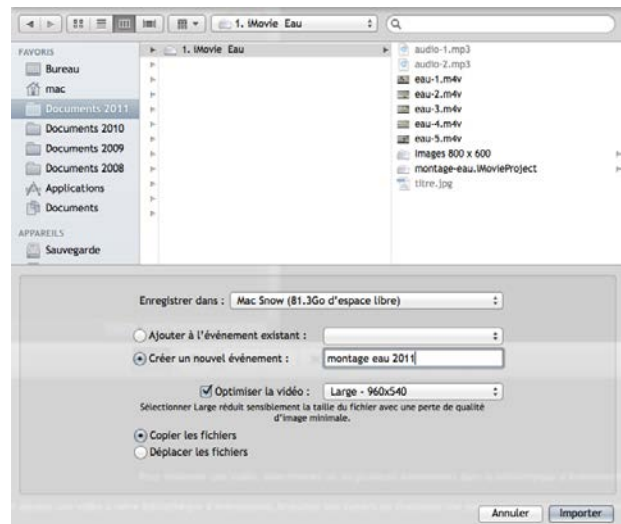 1. iMovie Eau
FAVORIS
Bureau
mac
Documents 2011
Documents 2010
Documents 2009
Documents 2008
Applications
Documents
APPAREILS
Sauvegarde
1. iMovie Eau
audio-1.mp3
audio-2.mp3
eau-1.m4v
eau-2.m4v
eau-3.m4v
eau-4.m4v
eau-5.m4v
Images 800 x 600
montage-eau.iMovieProject
titre.jpg
Enregistrer dans : Mac Snow (81.3Go d'espace libre)
Ajouter à l'événement existant :
Créer un nouvel événement : montage eau 2011
Optimiser la vidéo : Large - 960x540
Sélectionner Large réduit sensiblement la taille du fichier avec une perte de qualité
d'image minimale.
Copier les fichiers
Déplacer les fichiers
Annuler Importer